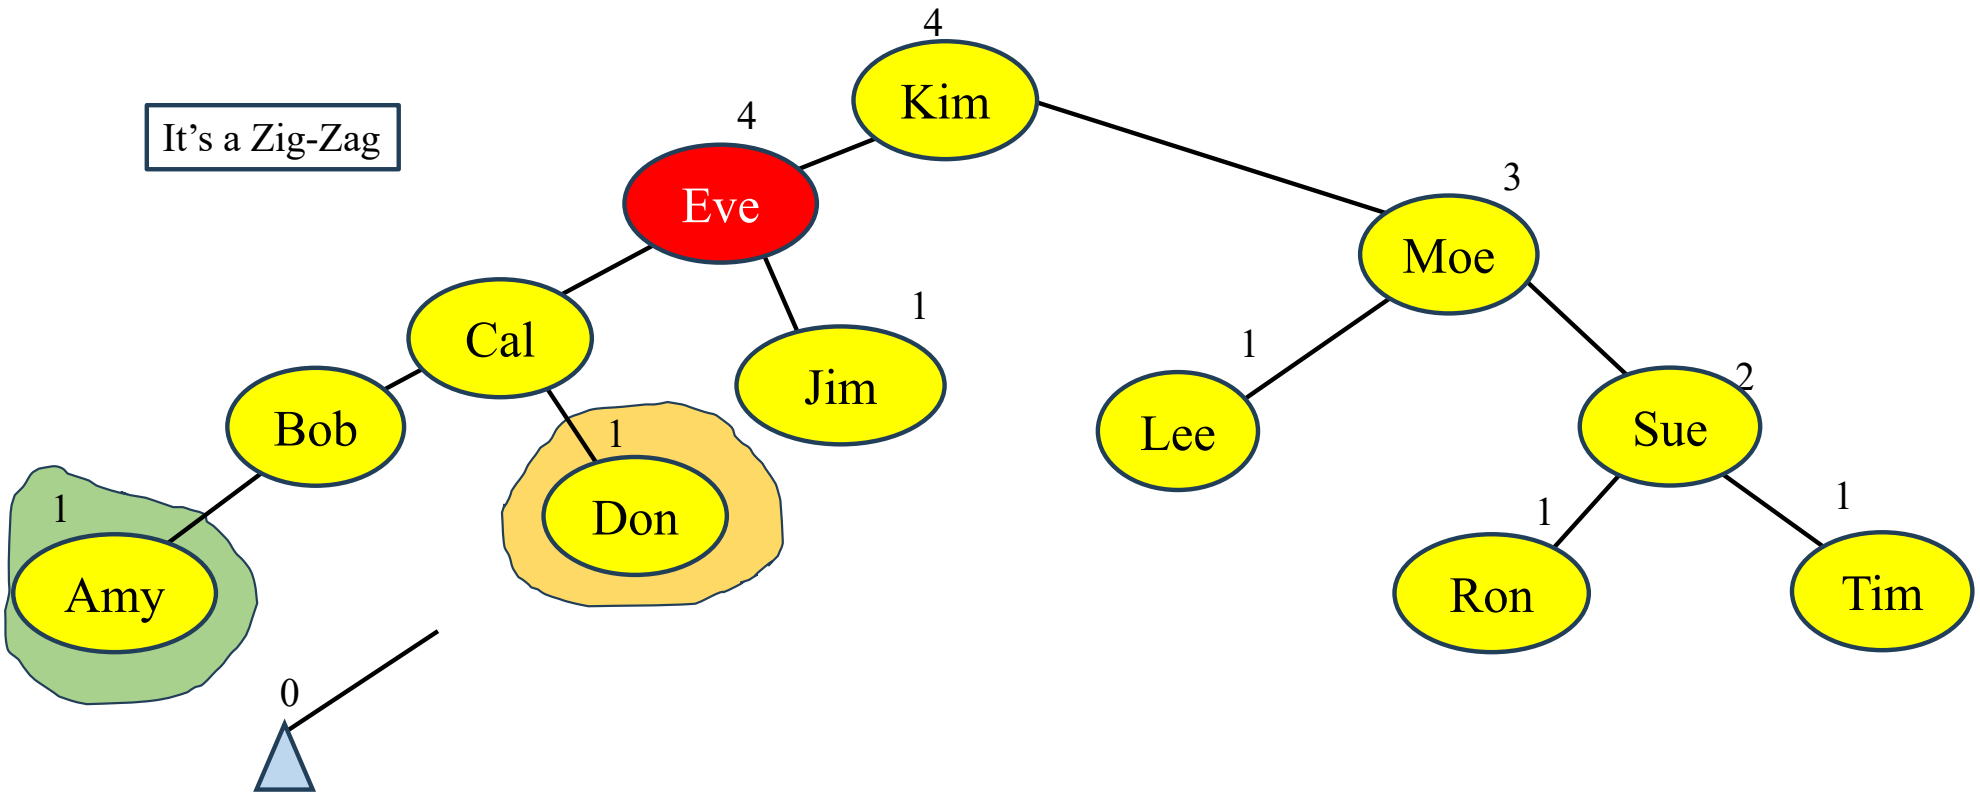 4
Kim
It’s a Zig-Zag
4
Eve
3
Moe
Cal
1
Jim
1
Lee
2
Sue
Bob
1
Don
1
Amy
1
Ron
1
Tim
0